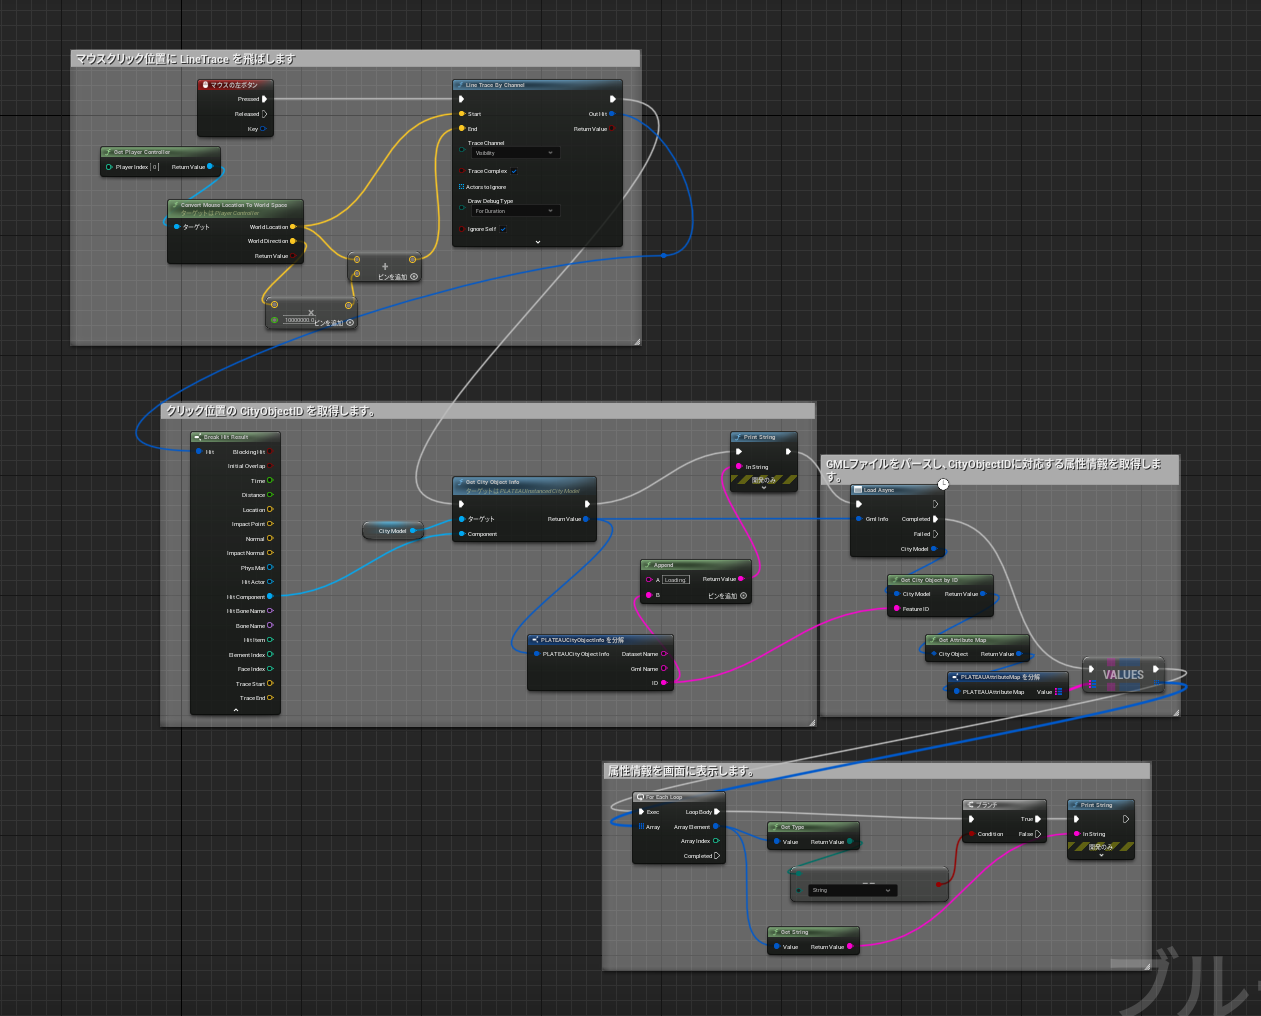 マウスクリック位置に LineTrace を飛ばします
マウスの左ボタン
Pressed
Released
Key
Get Player Controller
Player Index 0 Return Value
Convert Mouse Location To World Space
ターゲットは Player Controller
ターゲット World Location
World Direction
Return Value
+
ピンを追加
x
10000000.0
ピンを追加
Line Trace By Channel
Start Out Hit
End Return Value
Trace Channel
Visibility
Trace Complex
Actors to Ignore
Draw Debug Type
For Duration
Ignore Self
クリック位置の CityObjectID を取得します。
Break Hit Result
Hit Blocking Hit
Initial Overlap
Time
Distance
Location
Impact Point
Normal
Impact Normal
Phys Mat
Hit Actor
Hit Component
Hit Bone Name
Bone Name
Hit Item
Element Index
Face Index
Trace Start
Trace End
City Model
Get City Object Info
ターゲットは PLATEAUInstanced City Model
ターゲット Return Value
Component
Print String
In String
開発のみ
Append
A Loading. Return Value
B ピンを追加
PLATEAUCityObjectInfo を分解
PLATEAUCity Object Info Dataset Name
Gml Name
ID
GMLファイルをパースし、CityObjectIDに対応する属性情報を取得しま
す。
Load Async
Gml Info Completed
Failed
City Model
Get City Object by ID
City Model Return Value
Feature ID
Get Attribute Map
City Object Return Value
PLATEAUAttributeMap を分解
PLATEAUAttribute Map Value
VALUES
属性情報を画面に表示します。
For Each Loop
Exec Loop Body
Array Array Element
Array Index
Completed
Get Type
Value Return Value
==
String
Get String
Value Return Value
ブランチ
True
Condition False
Print String
In String
開発のみ
ブル